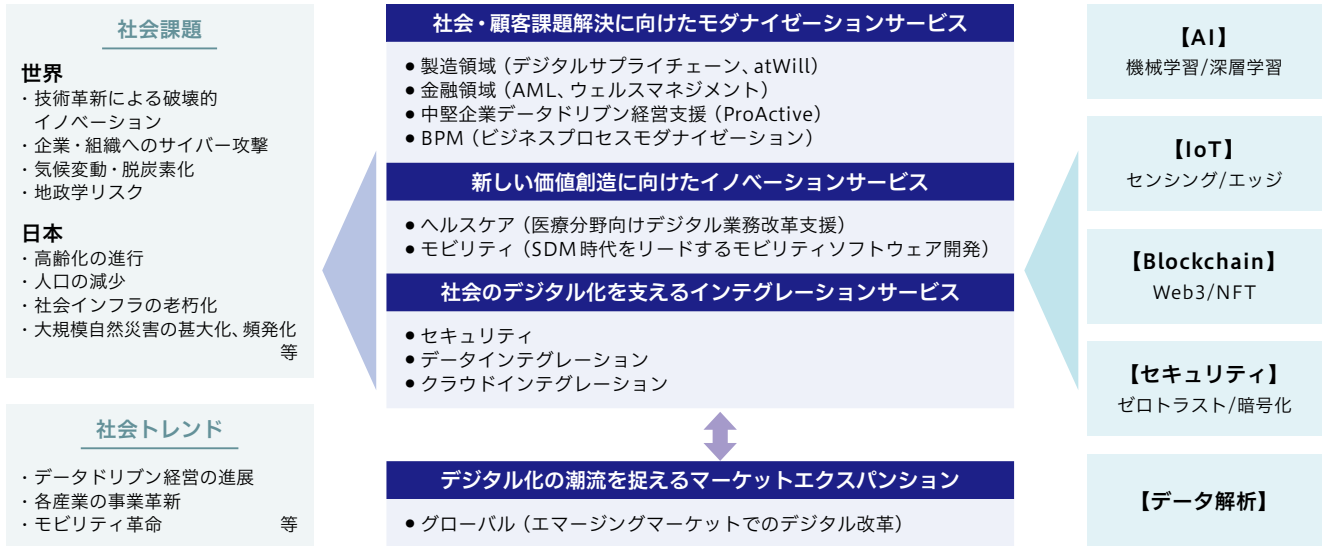 社会課題
世界
・技術革新による破壊的
イノベーション
・企業・組織へのサイバー攻撃
・気候変動・脱炭素化
・地政学リスク
日本
・高齢化の進行
・人口の減少
・社会インフラの老朽化
・大規模自然災害の甚大化、頻発化
等
社会トレンド
・データドリブン経営の進展
・各産業の事業革新
・モビリティ革命 等
社会・顧客課題解決に向けたモダナイゼーションサービス
●製造領域（デジタルサプライチェーン、atWill）
●金融領域（AML、ウェルスマネジメント）
●中堅企業データドリブン経営支援（ProActive）
●BPM（ビジネスプロセスモダナイゼーション）
新しい価値創造に向けたイノベーションサービス
●ヘルスケア（医療分野向けデジタル業務改革支援）
●モビリティ（SDM時代をリードするモビリティソフトウェア開発）
社会のデジタル化を支えるインテグレーションサービス
●セキュリティ
●データインテグレーション
●クラウドインテグレーション
デジタル化の潮流を捉えるマーケットエクスパンション
●グローバル（エマージングマーケットでのデジタル改革）
【AI】
機械学習/深層学習
【IoT】
センシング/エッジ
【Blockchain】
Web3/NFT
【セキュリティ】
ゼロトラスト/暗号化
【データ解析】